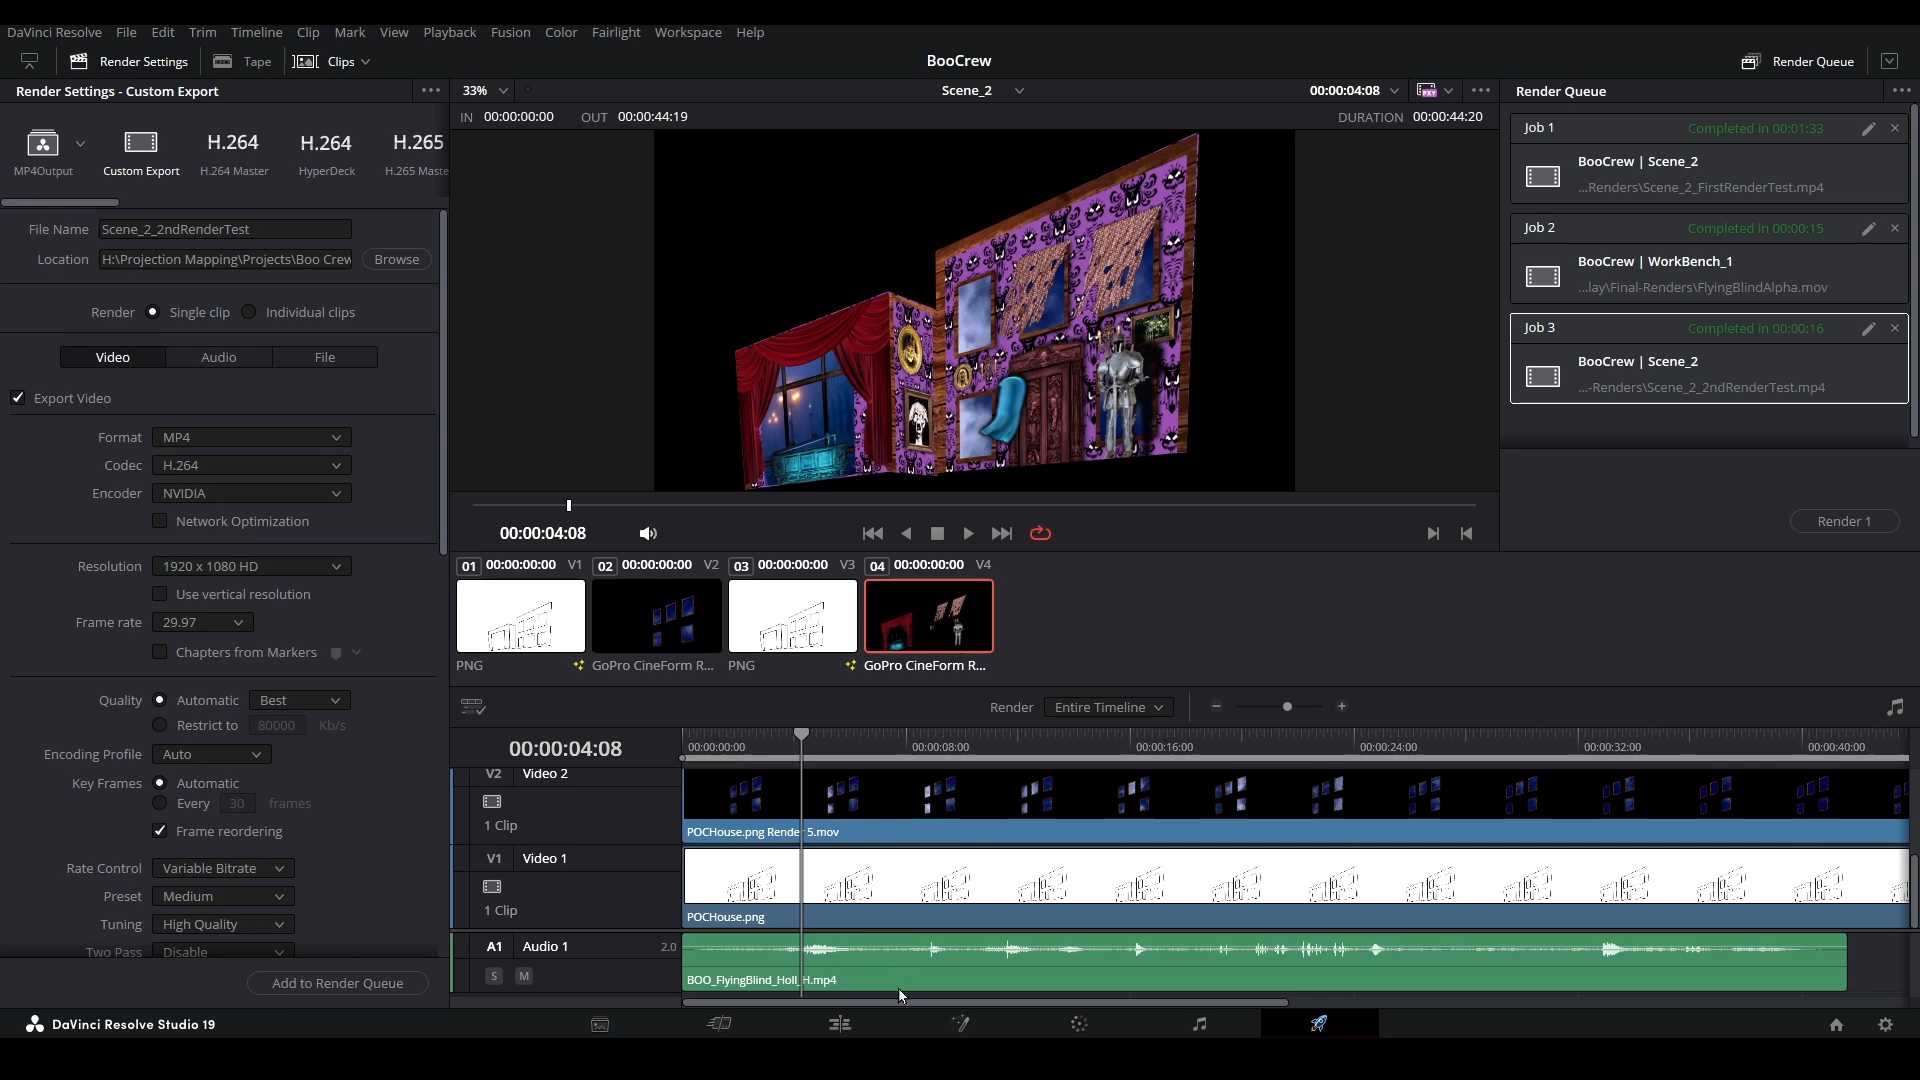 DaVinci Resolve File Edit Trim Timeline Clip Mark View Playback Fusion Color Fairlight Workspace Help
Render Settings Tape Clips BooCrew Render Queue
Render Settings - Custom Export 33% Scene_2 00:00:04:08 PXY Render Queue
IN 00:00:00:00 OUT 00:00:44:19 DURATION 00:00:44:20
H.264 H.264 H.265
MP4Output Custom Export H.264 Master HyperDeck H.265 Maste
File Name Scene_2_2ndRenderTest
Location H:\Projection Mapping\Projects\Boo Crew Browse
Render Single clip Individual clips
Video Audio File
Export Video
Format MP4
Codec H.264
Encoder NVIDIA
Network Optimization
Resolution 1920 x 1080 HD
Use vertical resolution
Frame rate 29.97
Chapters from Markers
Quality Automatic Best
Restrict to 80000 Kb/s
Encoding Profile Auto
Key Frames Automatic
Every 30 frames
Frame reordering
Rate Control Variable Bitrate
Preset Medium
Tuning High Quality
Two Pass Disable
Add to Render Queue
Job 1 Completed in 00:01:33
BooCrew | Scene_2
...Renders\Scene_2_FirstRenderTest.mp4
Job 2 Completed in 00:00:15
BooCrew | WorkBench_1
...lay\Final-Renders\FlyingBlindAlpha.mov
Job 3 Completed in 00:00:16
BooCrew | Scene_2
...-Renders\Scene_2_2ndRenderTest.mp4
Render 1
00:00:04:08
01 00:00:00:00 V1 02 00:00:00:00 V2 03 00:00:00:00 V3 04 00:00:00:00 V4
PNG GoPro CineForm R... PNG GoPro CineForm R...
Render Entire Timeline
00:00:04:08 00:00:00:00 00:00:08:00 00:00:16:00 00:00:24:00 00:00:32:00 00:00:40:00
V2 Video 2
1 Clip
POCHouse.png Render 5.mov
V1 Video 1
1 Clip
POCHouse.png
A1 Audio 1 2.0
S M
BOO_FlyingBlind_Holl_H.mp4
DaVinci Resolve Studio 19